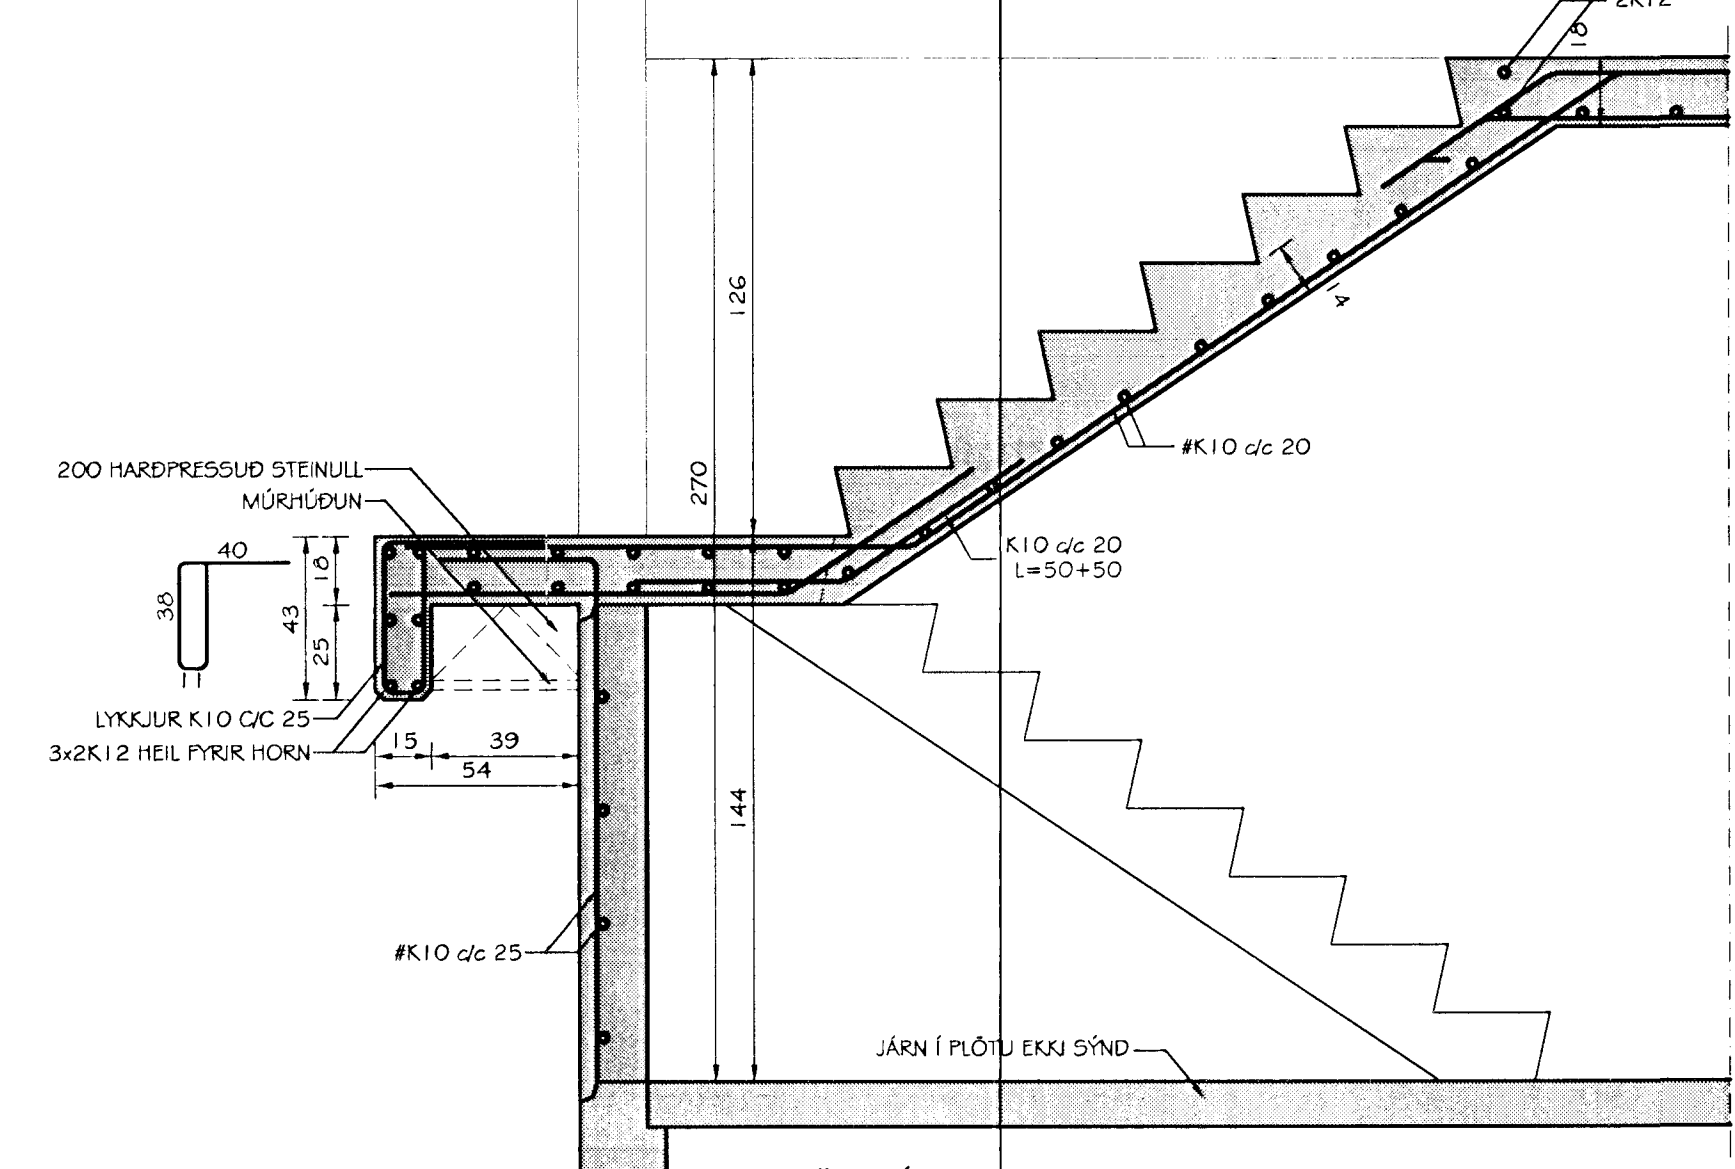 2K12
18
126
270
14
#K10 c/c 20
200 HARÐPRESSUÐ STEINULL
MÚRHÚÐUN
40
18
38
43
25
K10 c/c 20
L=50+50
LYKKJUR K10 C/C 25
3x2K12 HEIL FYRIR HORN
15
39
54
144
#K10 c/c 25
JÁRN Í PLÖTU EKKI SÝND